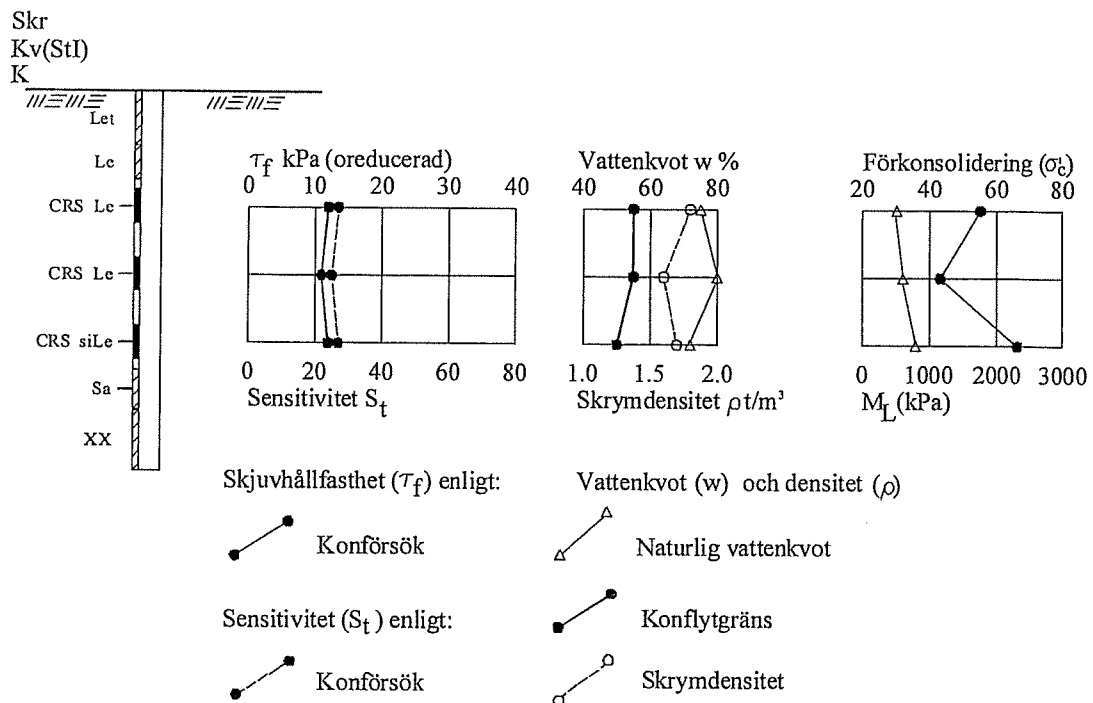 Skr
Kv(StI)
K
Let
Le
CRS Le
CRS Le
CRS siLe
Sa
XX
τf kPa (oreducerad)
0 10 20 30 40
0 20 40 60 80
Sensitivitet St
Vattenkvot w %
40 60 80
1.0 1.5 2.0
Skrymdensitet ρ t/m³
Förkonsolidering (σ'c)
20 40 60 80
0 1000 2000 3000
ML(kPa)
Skjuvhållfasthet (τf) enligt:
Konförsök
Sensitivitet (St) enligt:
Konförsök
Vattenkvot (w) och densitet (ρ)
Naturlig vattenkvot
Konflytgräns
Skrymdensitet